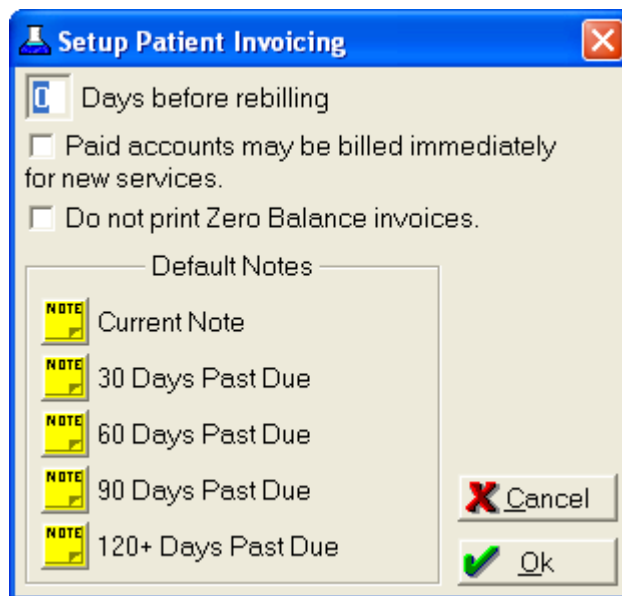 Setup Patient Invoicing
0 Days before rebilling
Paid accounts may be billed immediately
for new services.
Do not print Zero Balance invoices.
Default Notes
NOTE Current Note
NOTE 30 Days Past Due
NOTE 60 Days Past Due
NOTE 90 Days Past Due
Cancel
NOTE 120+ Days Past Due
Ok